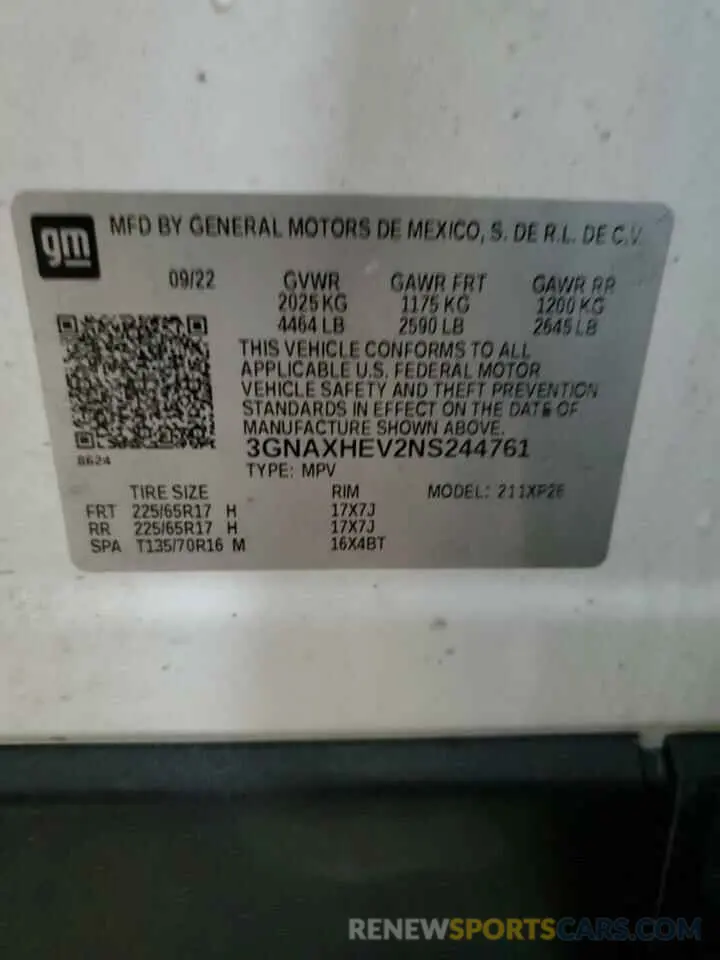 gm
MFD BY GENERAL MOTORS DE MEXICO, S. DE R.L. DE C.V.
09/22 GVWR GAWR FRT GAWR RR
2025 KG 1175 KG 1200 KG
4464 LB 2590 LB 2645 LB
THIS VEHICLE CONFORMS TO ALL
APPLICABLE U.S. FEDERAL MOTOR
VEHICLE SAFETY AND THEFT PREVENTION
STANDARDS IN EFFECT ON THE DATE OF
MANUFACTURE SHOWN ABOVE.
8624
3GNAXHEV2NS244761
TYPE: MPV
TIRE SIZE RIM MODEL: 211XP26
FRT 225/65R17 H 17X7J
RR 225/65R17 H 17X7J
SPA T135/70R16 M 16X4BT
RENEWSPORTSCARS.COM